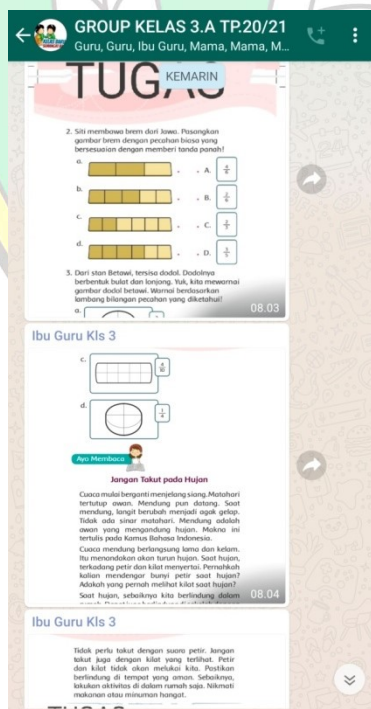 GROUP KELAS 3.A TP.20/21
Guru, Guru, Ibu Guru, Mama, Mama, M...
TUGAS
KEMARIN
2. Siti membawa brem dari Jawa. Pasangkan
gambar brem dengan pecahan biasa yang
bersesuaian dengan memberi tanda panah!
a.
A.
b.
B.
c.
C.
d.
D.
3. Dari stan Betawi, tersisa dodol. Dodolnya
berbentuk bulat dan lonjong. Yuk, kita mewarnai
gambar dodol betawi. Warnai berdasarkan
lambang bilangan pecahan yang diketahui!
a.
08.03
Ibu Guru Kls 3
c.
d.
Ayo Membaca
Jangan Takut pada Hujan
Cuaca mulai berganti menjelang siang. Matahari
tertutup awan. Mendung pun datang. Saat
mendung, langit berubah menjadi agak gelap.
Tidak ada sinar matahari. Mendung adalah
awan yang mengandung hujan. Makna ini
tertulis pada Kamus Bahasa Indonesia.
Cuaca mendung berlangsung lama dan kelam.
Itu menandakan akan turun hujan. Saat hujan,
terkadang petir dan kilat menyertai. Pernahkah
kalian mendengar bunyi petir saat hujan?
Adakah yang pernah melihat kilat saat hujan?
Saat hujan, sebaiknya kita berlindung dalam
08.04
Ibu Guru Kls 3
Tidak perlu takut dengan suara petir. Jangan
takut juga dengan kilat yang terlihat. Petir
dan kilat tidak akan melukai kita. Pastikan
berlindung di tempat yang aman. Sebaiknya,
lakukan aktivitas di dalam rumah saja. Nikmati
makanan atau minuman hangat.